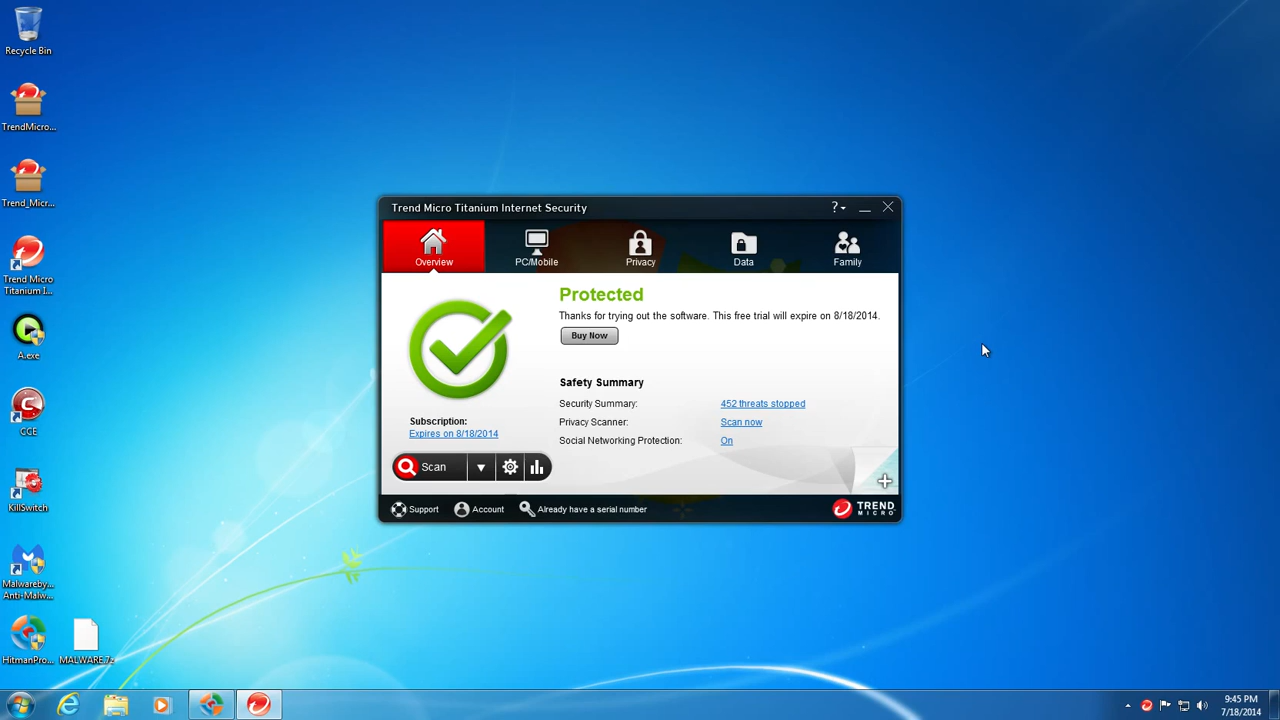 Recycle Bin
TrendMicro...
Trend_Micr...
Trend Micro
Titanium I...
A.exe
CCE
KillSwitch
Malwareby...
Anti-Malw...
HitmanPro...
MALWARE.7z
Trend Micro Titanium Internet Security
?
Overview
PC/Mobile
Privacy
Data
Family
Protected
Thanks for trying out the software. This free trial will expire on 8/18/2014.
Buy Now
Safety Summary
Security Summary: 452 threats stopped
Privacy Scanner: Scan now
Social Networking Protection: On
Subscription:
Expires on 8/18/2014
Scan
Support
Account
Already have a serial number
TREND
MICRO
9:45 PM
7/18/2014